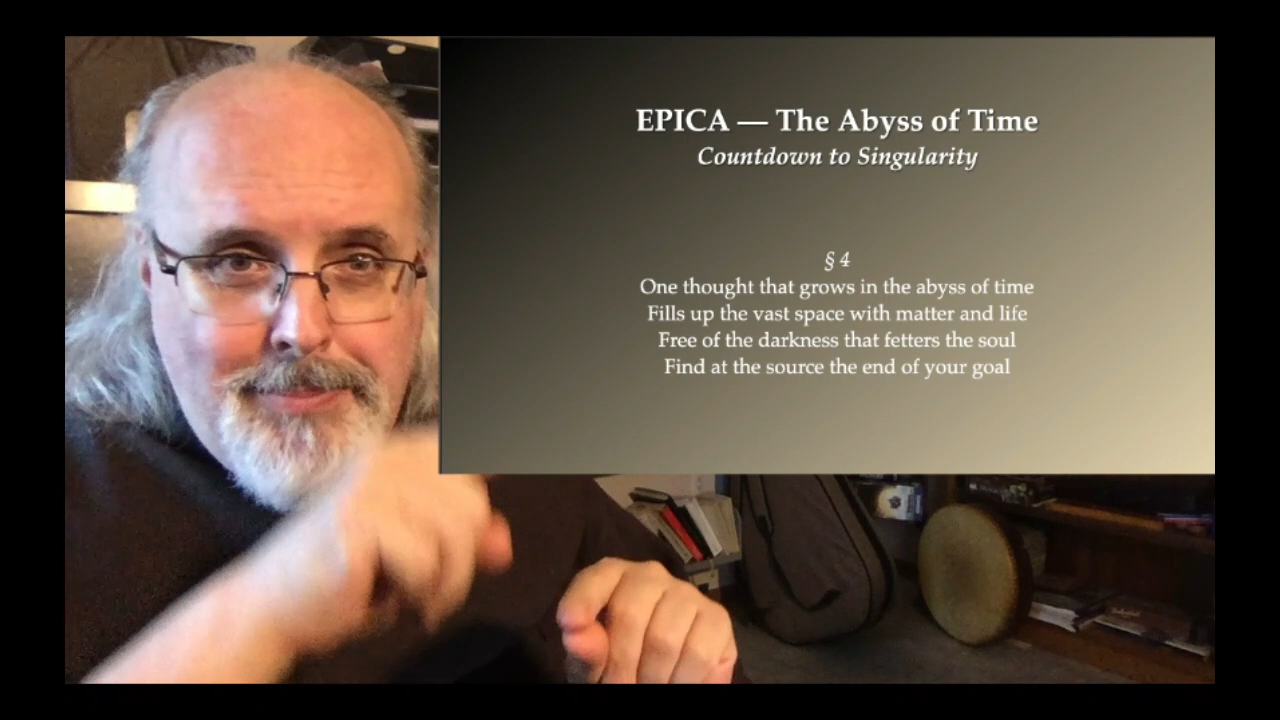 EPICA — The Abyss of Time
Countdown to Singularity
§ 4
One thought that grows in the abyss of time
Fills up the vast space with matter and life
Free of the darkness that fetters the soul
Find at the source the end of your goal